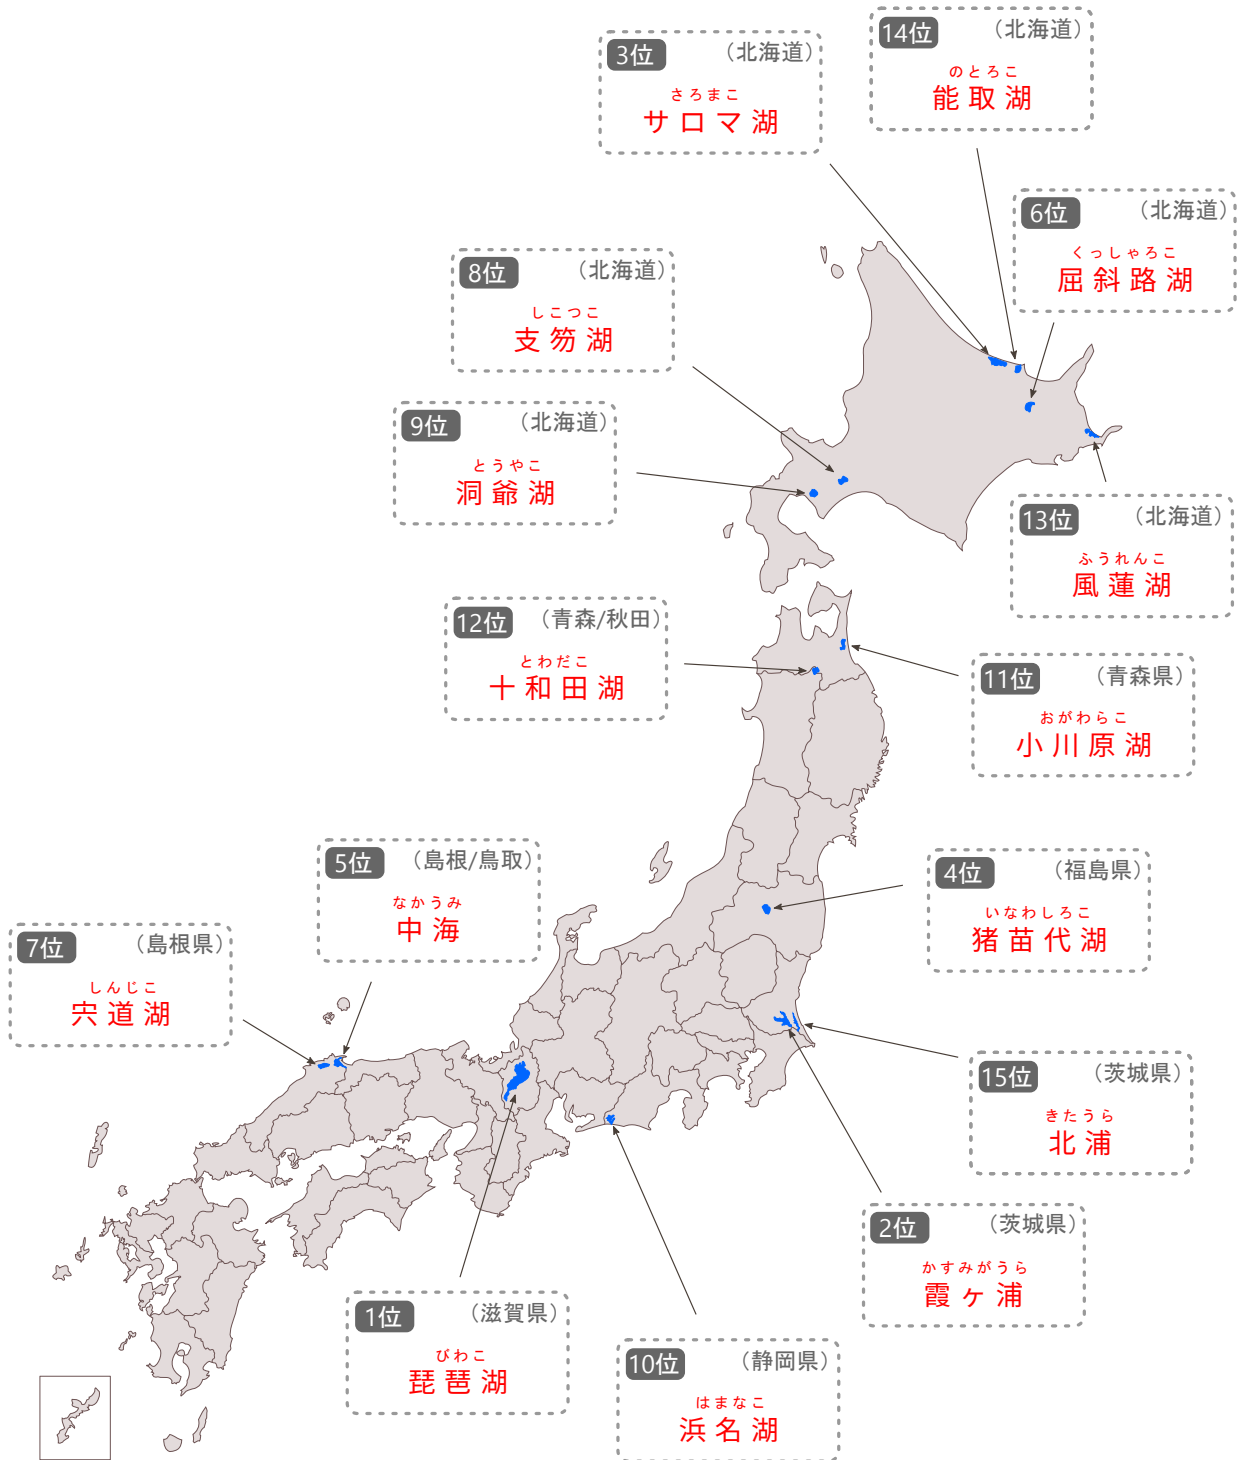 14位 （北海道）
のとろこ
能取湖
3位 （北海道）
さろまこ
サロマ湖
6位 （北海道）
くっしゃろこ
屈斜路湖
8位 （北海道）
しこつこ
支笏湖
9位 （北海道）
とうやこ
洞爺湖
13位 （北海道）
ふうれんこ
風蓮湖
12位 （青森/秋田）
とわだこ
十和田湖
11位 （青森県）
おがわらこ
小川原湖
5位 （島根/鳥取）
なかうみ
中海
4位 （福島県）
いなわしろこ
猪苗代湖
7位 （島根県）
しんじこ
宍道湖
15位 （茨城県）
きたうら
北浦
2位 （茨城県）
かすみがうら
霞ヶ浦
1位 （滋賀県）
びわこ
琵琶湖
10位 （静岡県）
はまなこ
浜名湖